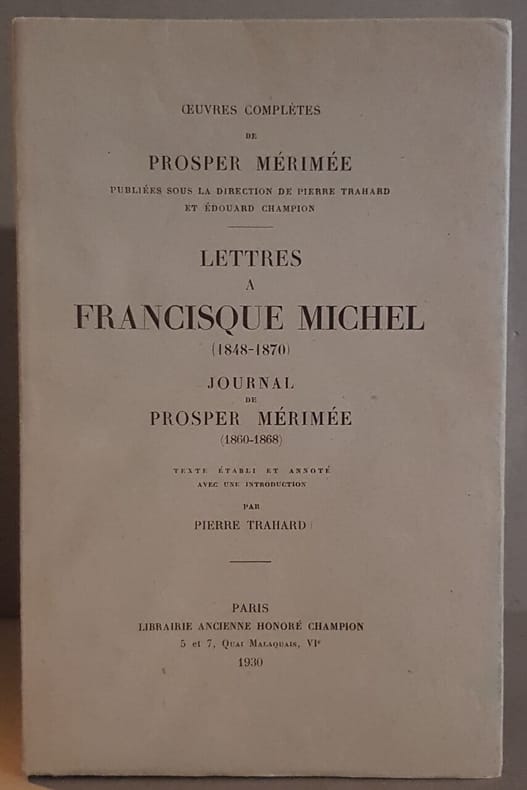 ŒUVRES COMPLÈTES
DE
PROSPER MÉRIMÉE
PUBLIÉES SOUS LA DIRECTION DE PIERRE TRAHARD
ET ÉDOUARD CHAMPION
LETTRES
A
FRANCISQUE MICHEL
(1848-1870)
JOURNAL
DE
PROSPER MÉRIMÉE
(1860-1868)
TEXTE ÉTABLI ET ANNOTÉ
AVEC UNE INTRODUCTION
PAR
PIERRE TRAHARD
PARIS
LIBRAIRIE ANCIENNE HONORÉ CHAMPION
5 et 7, Quai Malaquais, VIe
1930